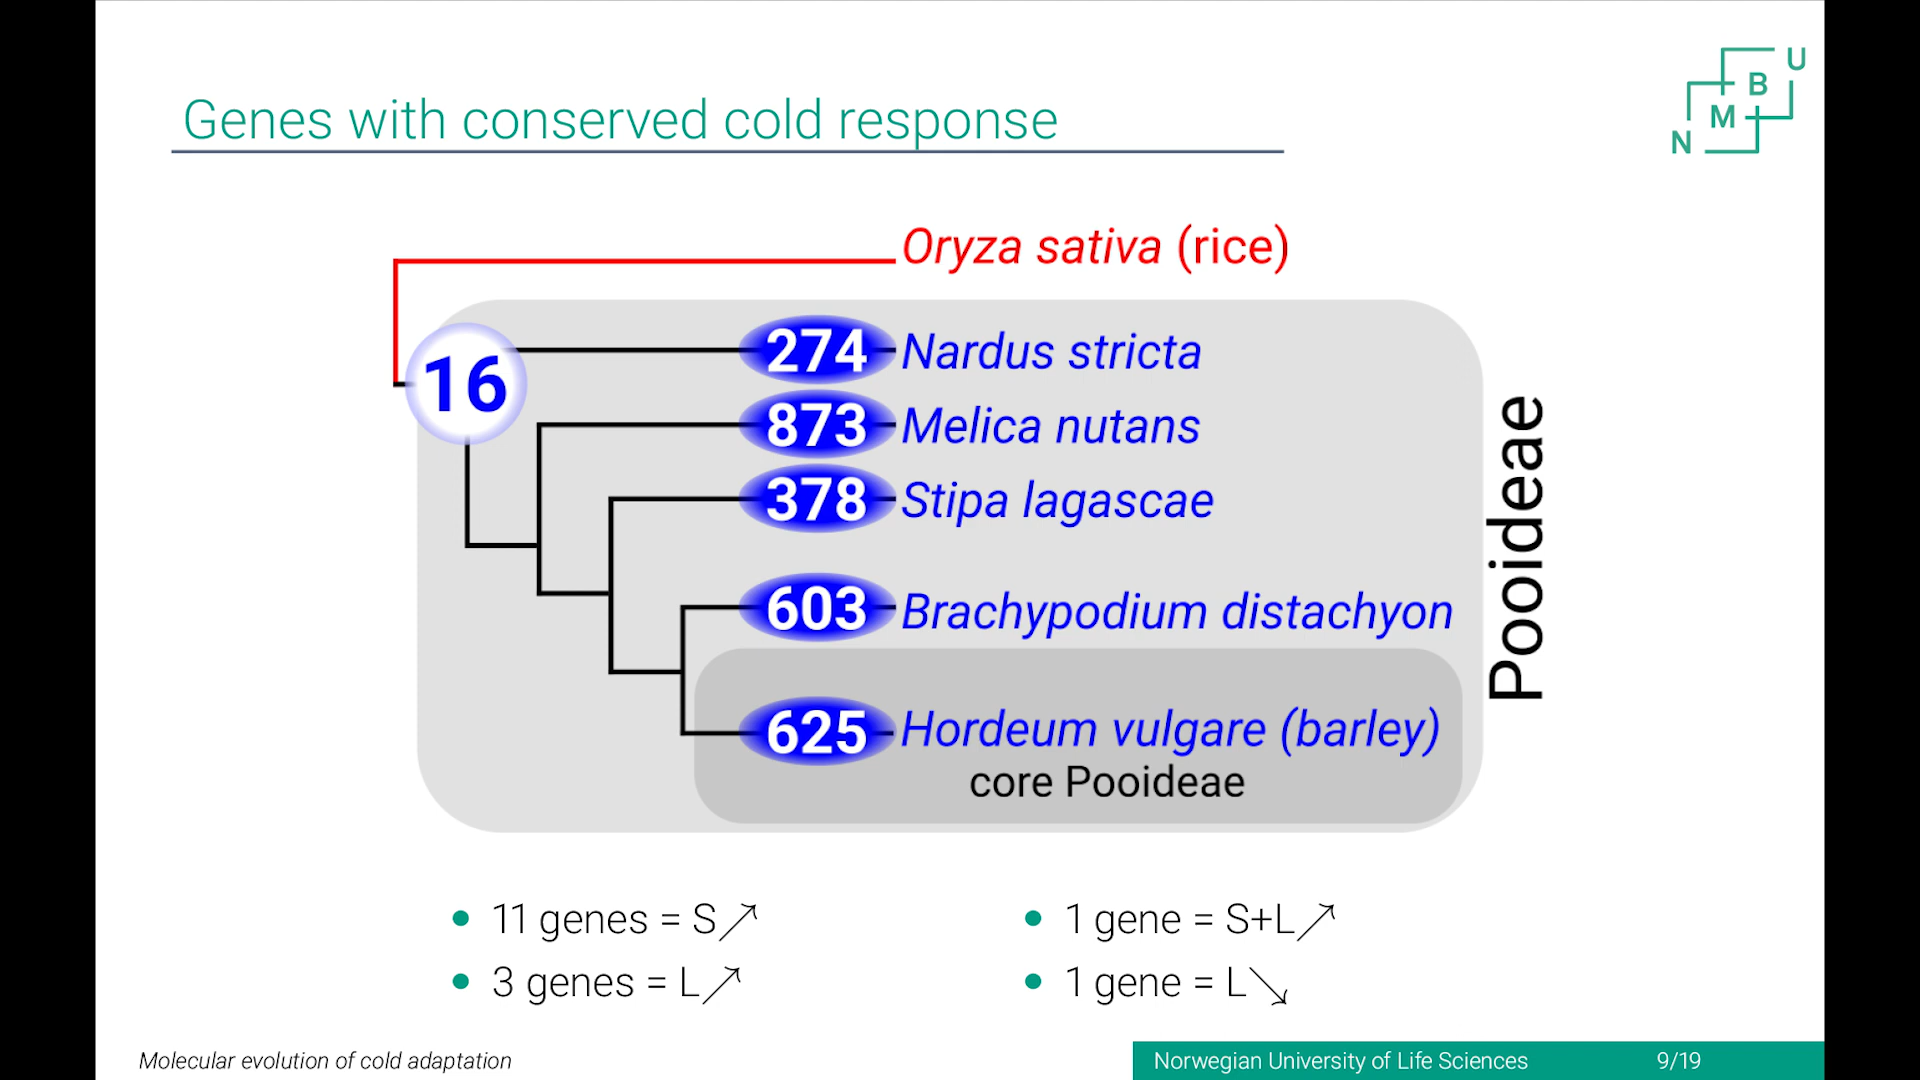 Genes with conserved cold response
N M B U
Oryza sativa (rice)
16
274 Nardus stricta
873 Melica nutans
378 Stipa lagascae
603 Brachypodium distachyon
625 Hordeum vulgare (barley)
core Pooideae
Pooideae
• 11 genes = S↗
• 3 genes = L↗
• 1 gene = S+L↗
• 1 gene = L↘
Molecular evolution of cold adaptation
Norwegian University of Life Sciences
9/19